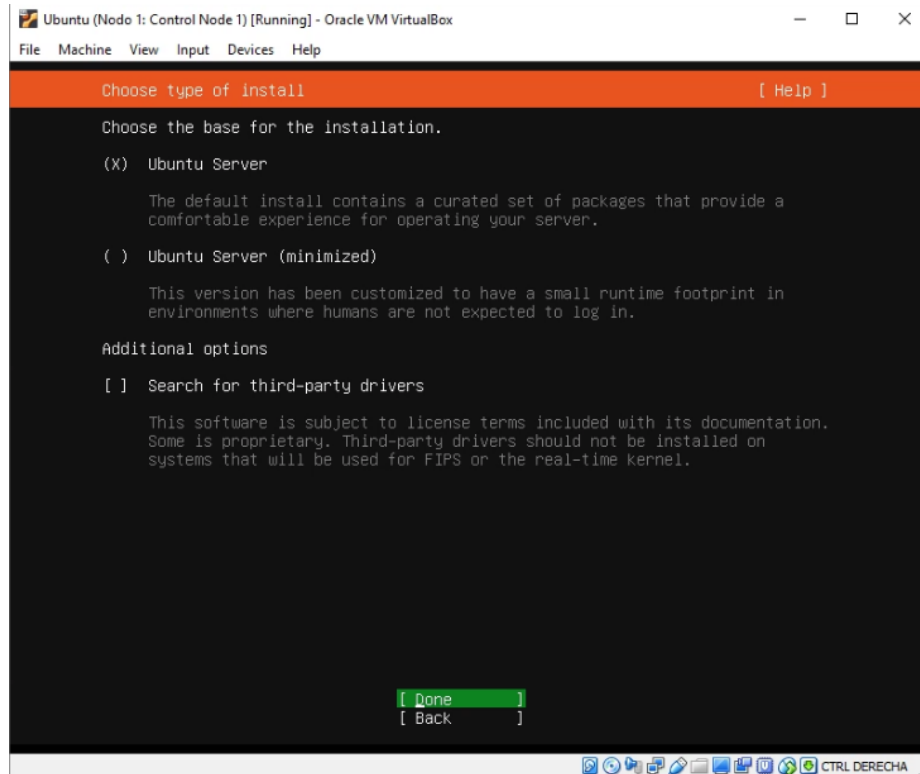 Ubuntu (Nodo 1: Control Node 1) [Running] - Oracle VM VirtualBox
File Machine View Input Devices Help
Choose type of install [ Help ]
Choose the base for the installation.
(X) Ubuntu Server
The default install contains a curated set of packages that provide a
comfortable experience for operating your server.
( ) Ubuntu Server (minimized)
This version has been customized to have a small runtime footprint in
environments where humans are not expected to log in.
Additional options
[ ] Search for third-party drivers
This software is subject to license terms included with its documentation.
Some is proprietary. Third-party drivers should not be installed on
systems that will be used for FIPS or the real-time kernel.
[ Done ]
[ Back ]
CTRL DERECHA